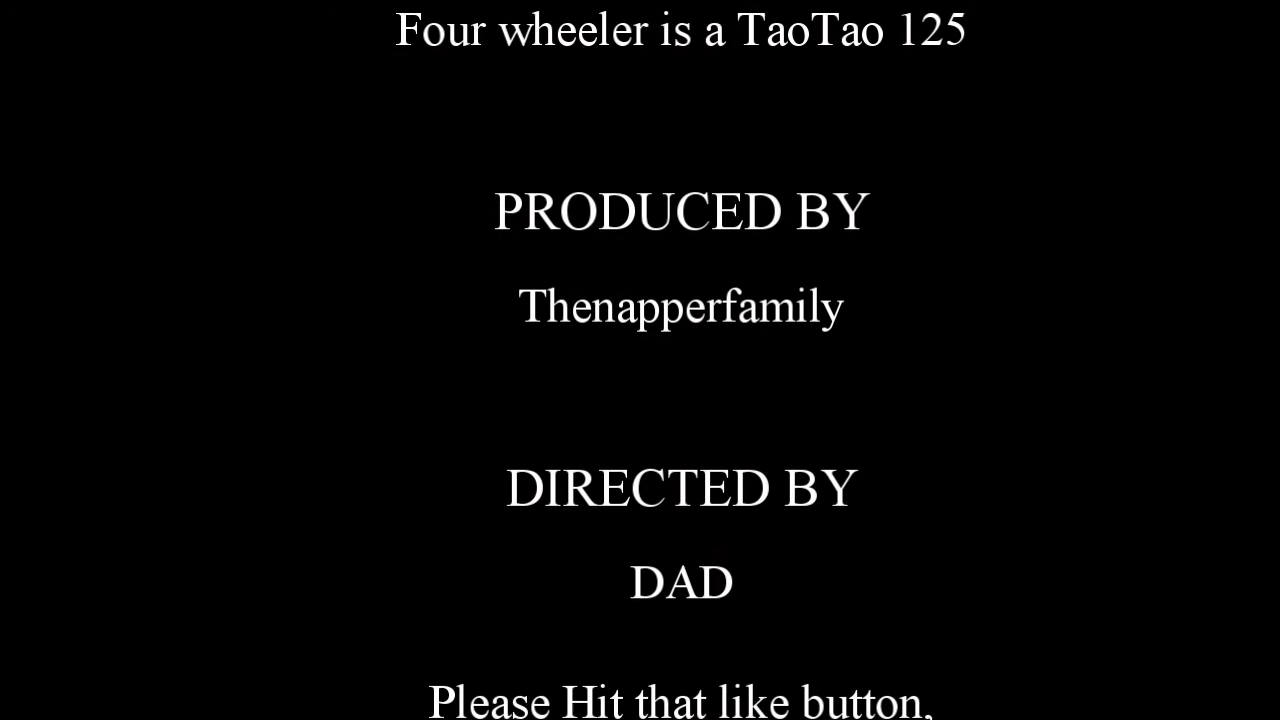 Four wheeler is a TaoTao 125
PRODUCED BY
Thenapperfamily
DIRECTED BY
DAD
Please Hit that like button,